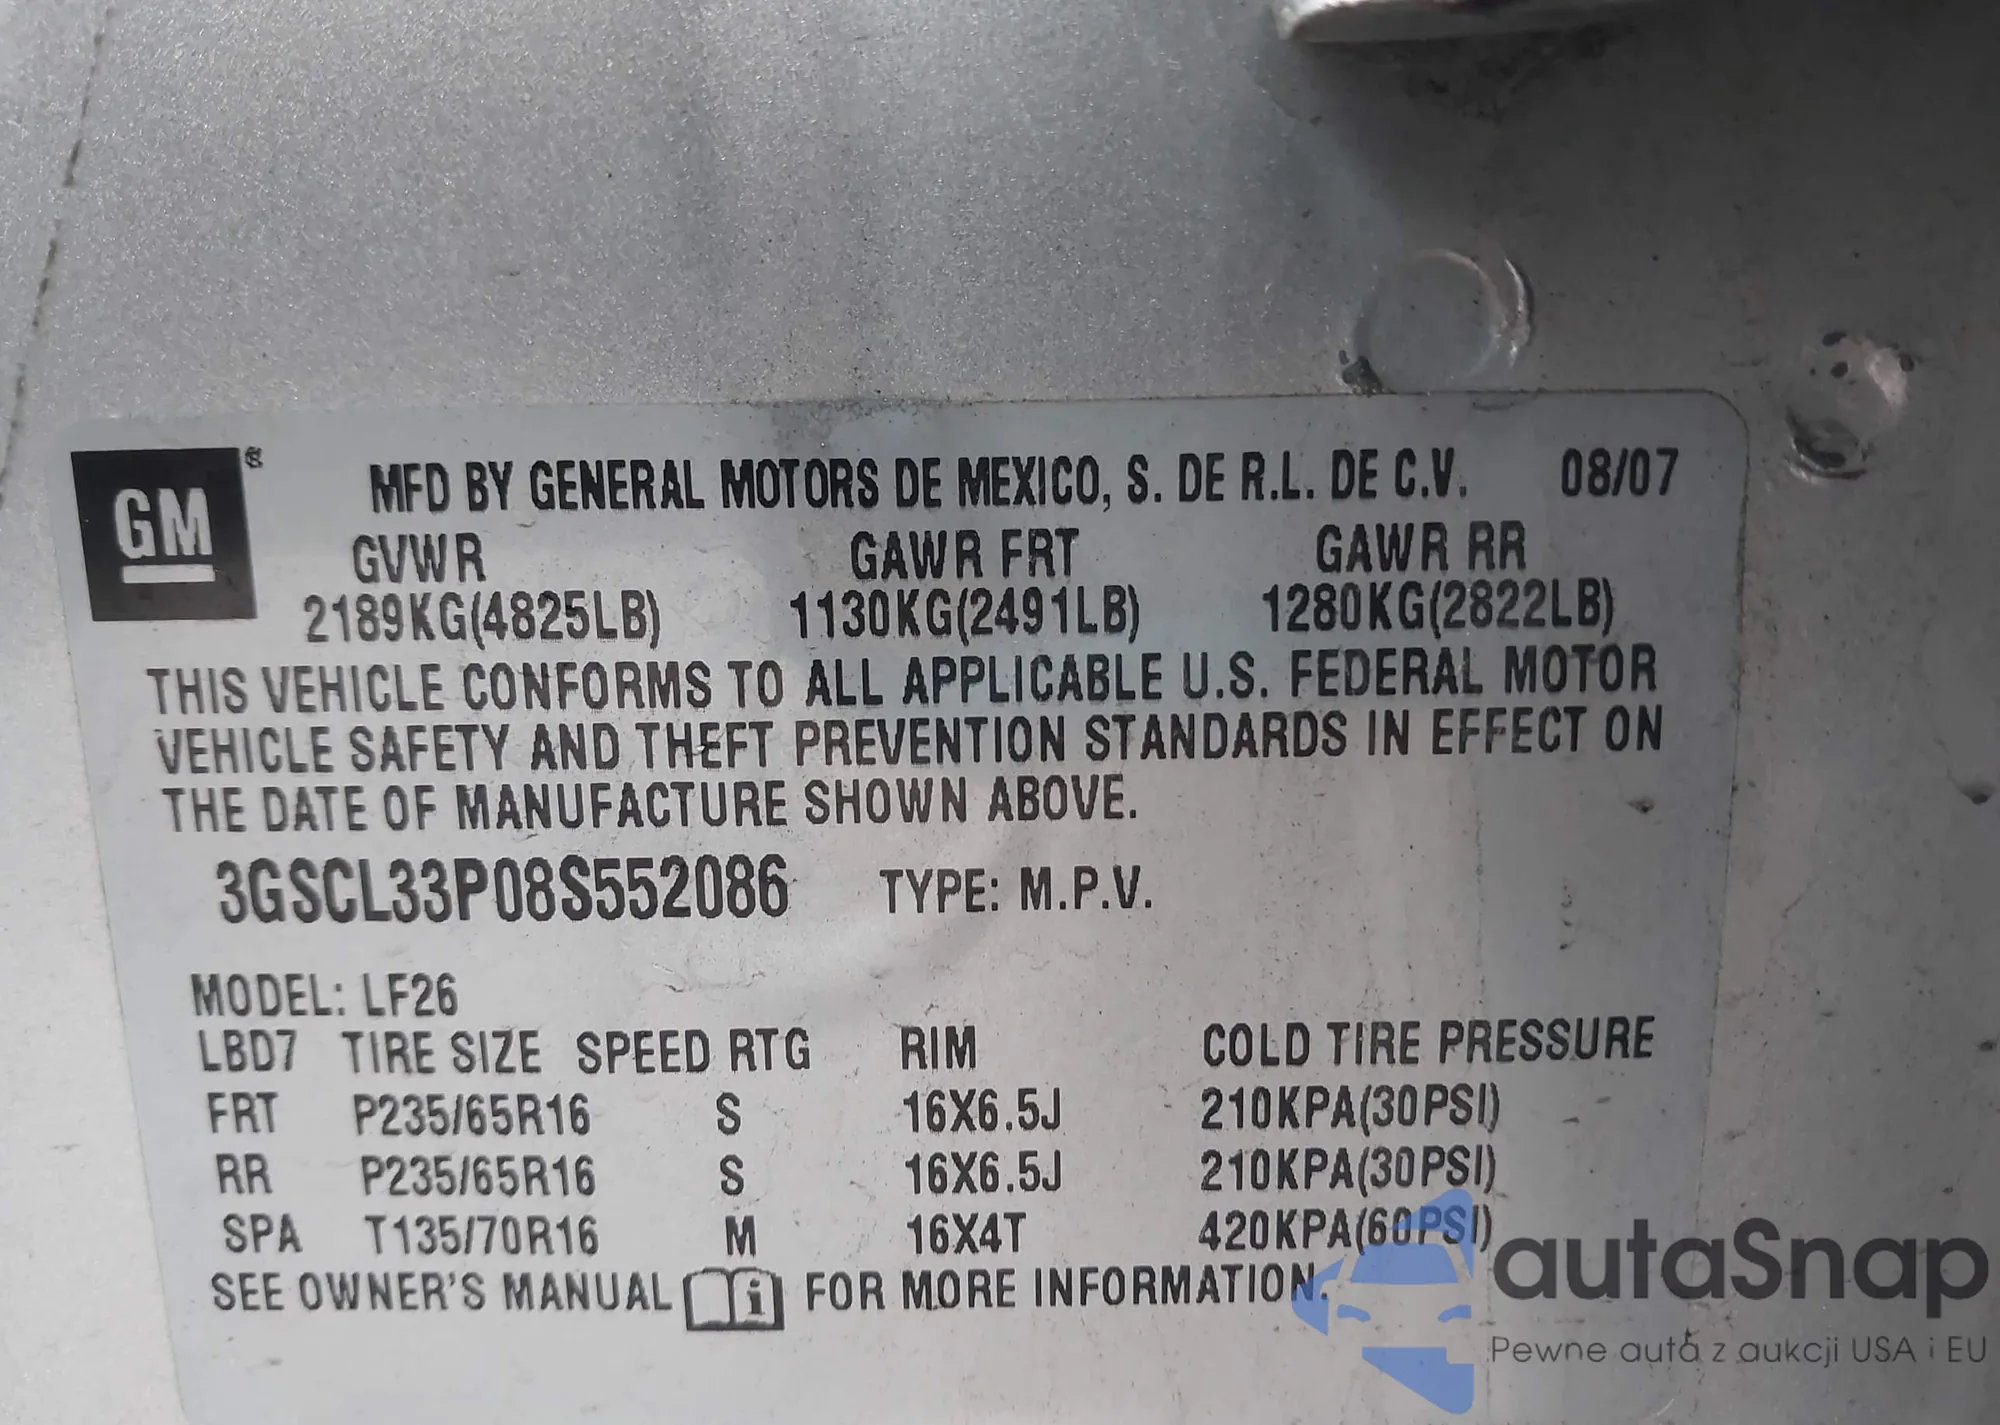 GM®
MFD BY GENERAL MOTORS DE MEXICO, S. DE R.L. DE C.V. 08/07
GVWR GAWR FRT GAWR RR
2189KG(4825LB) 1130KG(2491LB) 1280KG(2822LB)
THIS VEHICLE CONFORMS TO ALL APPLICABLE U.S. FEDERAL MOTOR
VEHICLE SAFETY AND THEFT PREVENTION STANDARDS IN EFFECT ON
THE DATE OF MANUFACTURE SHOWN ABOVE.
3GSCL33P08S552086 TYPE: M.P.V.
MODEL: LF26
LBD7 TIRE SIZE SPEED RTG RIM COLD TIRE PRESSURE
FRT P235/65R16 S 16X6.5J 210KPA(30PSI)
RR P235/65R16 S 16X6.5J 210KPA(30PSI)
SPA T135/70R16 M 16X4T 420KPA(60PSI)
SEE OWNER'S MANUAL i FOR MORE INFORMATION.
autaSnap
Pewne auta z aukcji USA i EU